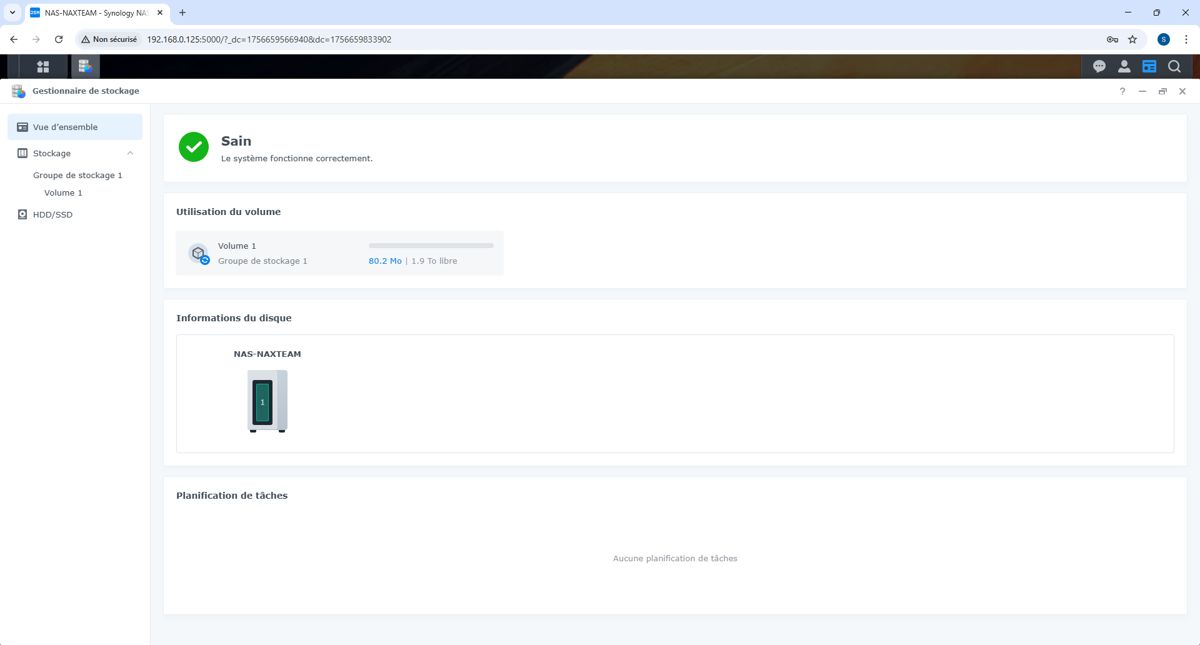 NAS-NAXTEAM - Synology NA
Non sécurisé
192.168.0.125:5000/?_dc=1756659566940&dc=1756659833902
S
Gestionnaire de stockage
?
Vue d'ensemble
Stockage
Groupe de stockage 1
Volume 1
HDD/SSD
Sain
Le système fonctionne correctement.
Utilisation du volume
Volume 1
Groupe de stockage 1
80.2 Mo | 1.9 To libre
Informations du disque
NAS-NAXTEAM
1
Planification de tâches
Aucune planification de tâches